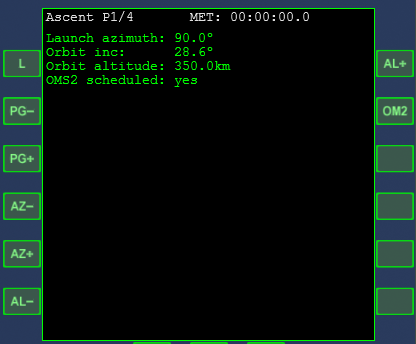 Ascent P1/4 MET: 00:00:00.0
Launch azimuth: 90.0°
Orbit inc: 28.6°
Orbit altitude: 350.0km
OMS2 scheduled: yes
L
AL+
PG-
OM2
PG+
AZ-
AZ+
AL-